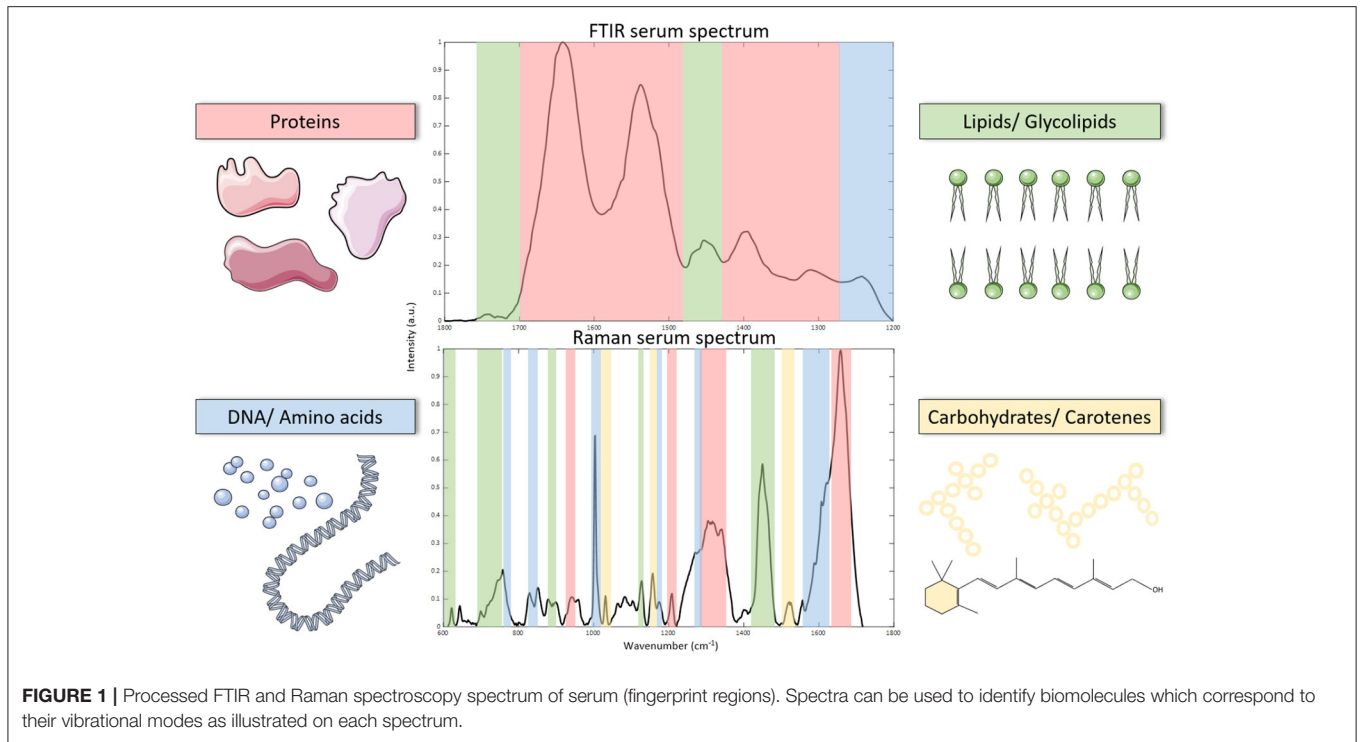 FTIR serum spectrum
Proteins
Lipids/ Glycolipids
1
0.9
0.8
0.7
0.6
0.5
0.4
0.3
0.2
0.1
0
1800 1700 1600 1500 1400 1300 1200
Intensity (a.u.)
Raman serum spectrum
DNA/ Amino acids
Carbohydrates/ Carotenes
1
0.9
0.8
0.7
0.6
0.5
0.4
0.3
0.2
0.1
0
600 800 1000 1200 1400 1600 1800
Wavenumber (cm⁻¹)
OH
FIGURE 1 | Processed FTIR and Raman spectroscopy spectrum of serum (fingerprint regions). Spectra can be used to identify biomolecules which correspond to
their vibrational modes as illustrated on each spectrum.